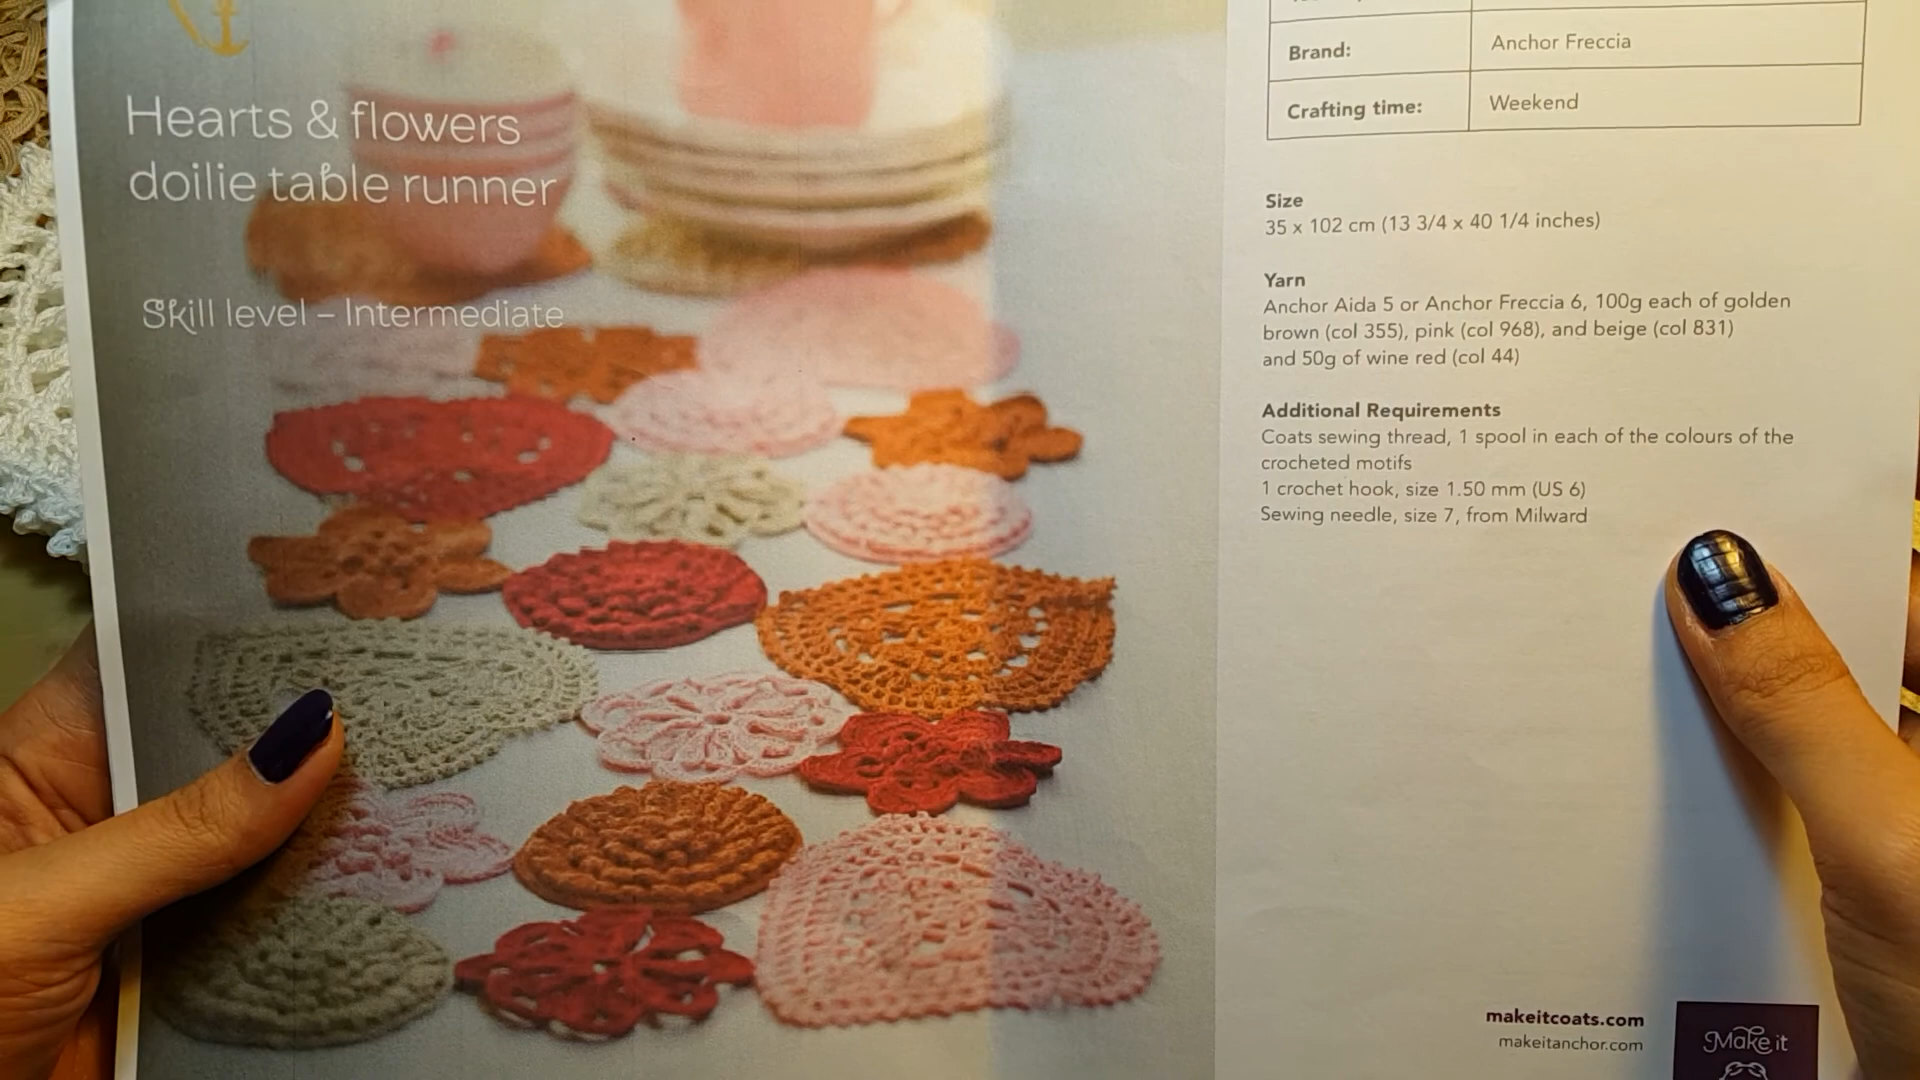 Hearts & flowers
doilie table runner
Skill level – Intermediate
Brand: Anchor Freccia
Crafting time: Weekend
Size
35 x 102 cm (13 3/4 x 40 1/4 inches)
Yarn
Anchor Aida 5 or Anchor Freccia 6, 100g each of golden
brown (col 355), pink (col 968), and beige (col 831)
and 50g of wine red (col 44)
Additional Requirements
Coats sewing thread, 1 spool in each of the colours of the
crocheted motifs
1 crochet hook, size 1.50 mm (US 6)
Sewing needle, size 7, from Milward
makeitcoats.com
makeitanchor.com
Make it